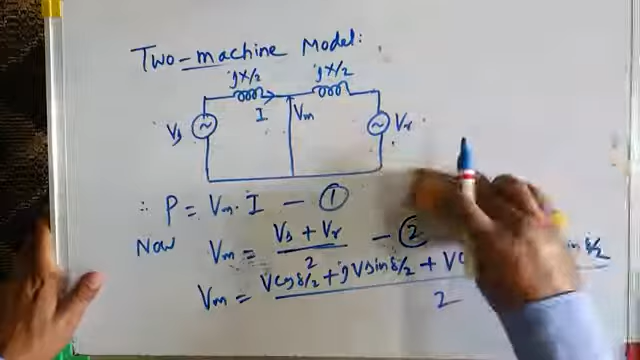 Two-machine Model:
jX/2 jX/2
I Vm
Vs Vr
∴ P = Vm · I — ①
Now Vm = (Vs + Vr)/2 — ②
Vm = (V cos δ/2 + jV sin δ/2 + V δ/2)/2